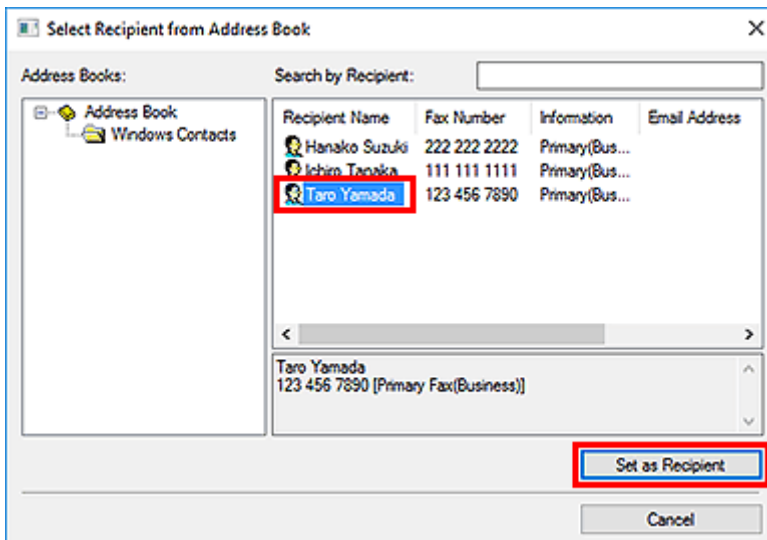 Select Recipient from Address Book
Address Books:
Search by Recipient:
Address Book
Windows Contacts
Recipient Name Fax Number Information Email Address
Hanako Suzuki 222 222 2222 Primary(Bus...
Ichiro Tanaka 111 111 1111 Primary(Bus...
Taro Yamada 123 456 7890 Primary(Bus...
Taro Yamada
123 456 7890 [Primary Fax(Business)]
Set as Recipient
Cancel